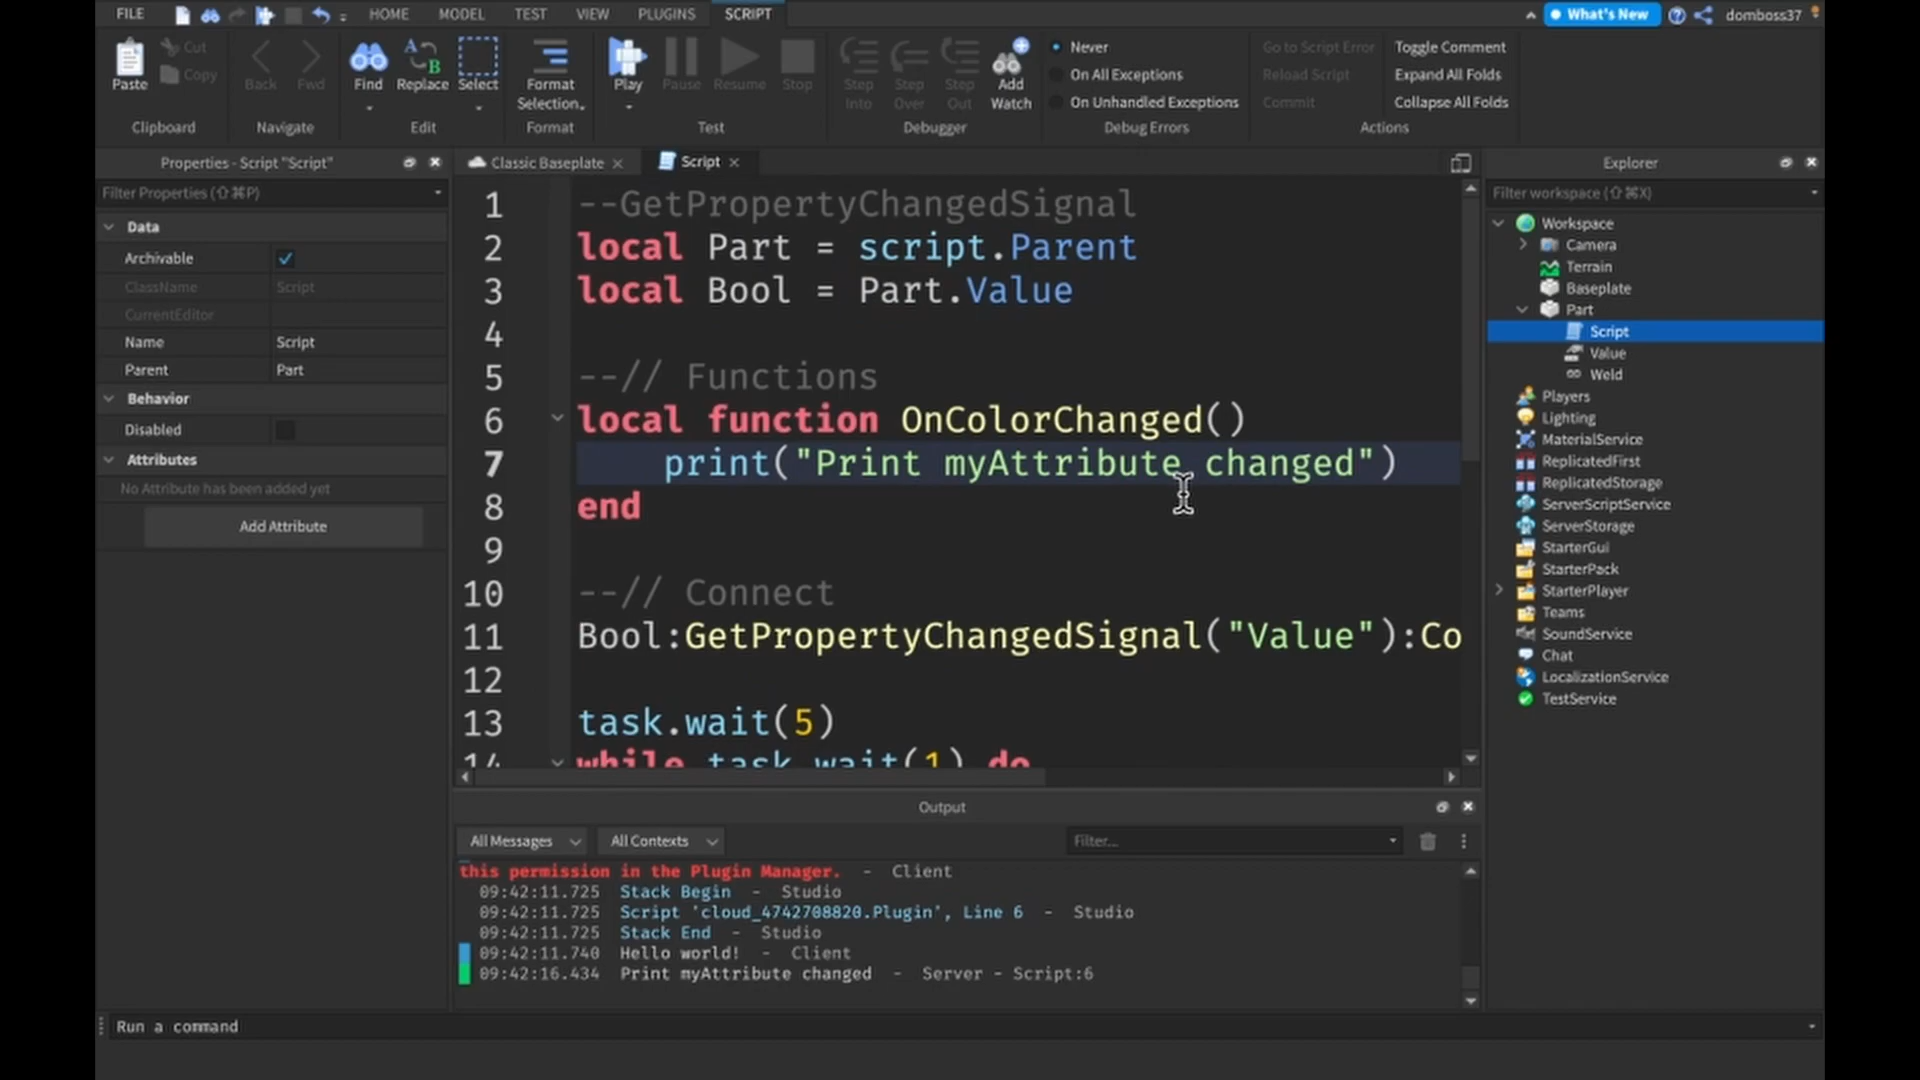 FILE HOME MODEL TEST VIEW PLUGINS SCRIPT What's New domboss37
Paste Cut Copy Back Fwd Find Replace Select Format Selection Play Pause Resume Stop Step Into Step Over Step Out Add Watch
Never
On All Exceptions
On Unhandled Exceptions
Go to Script Error
Reload Script
Commit
Toggle Comment
Expand All Folds
Collapse All Folds
Clipboard Navigate Edit Format Test Debugger Debug Errors Actions
Properties - Script "Script"
Filter Properties (⇧⌘P)
Data
Archivable
ClassName Script
CurrentEditor
Name Script
Parent Part
Behavior
Disabled
Attributes
No Attribute has been added yet
Add Attribute
Classic Baseplate Script
1 --GetPropertyChangedSignal
2 local Part = script.Parent
3 local Bool = Part.Value
4
5 --// Functions
6 local function OnColorChanged()
7 print("Print myAttribute changed")
8 end
9
10 --// Connect
11 Bool:GetPropertyChangedSignal("Value"):Co
12
13 task.wait(5)
14 while task.wait(1) do
Output
All Messages All Contexts Filter...
this permission in the Plugin Manager. - Client
09:42:11.725 Stack Begin - Studio
09:42:11.725 Script 'cloud_4742708820.Plugin', Line 6 - Studio
09:42:11.725 Stack End - Studio
09:42:11.740 Hello world! - Client
09:42:16.434 Print myAttribute changed - Server - Script:6
Explorer
Filter workspace (⇧⌘X)
Workspace
Camera
Terrain
Baseplate
Part
Script
Value
Weld
Players
Lighting
MaterialService
ReplicatedFirst
ReplicatedStorage
ServerScriptService
ServerStorage
StarterGui
StarterPack
StarterPlayer
Teams
SoundService
Chat
LocalizationService
TestService
Run a command